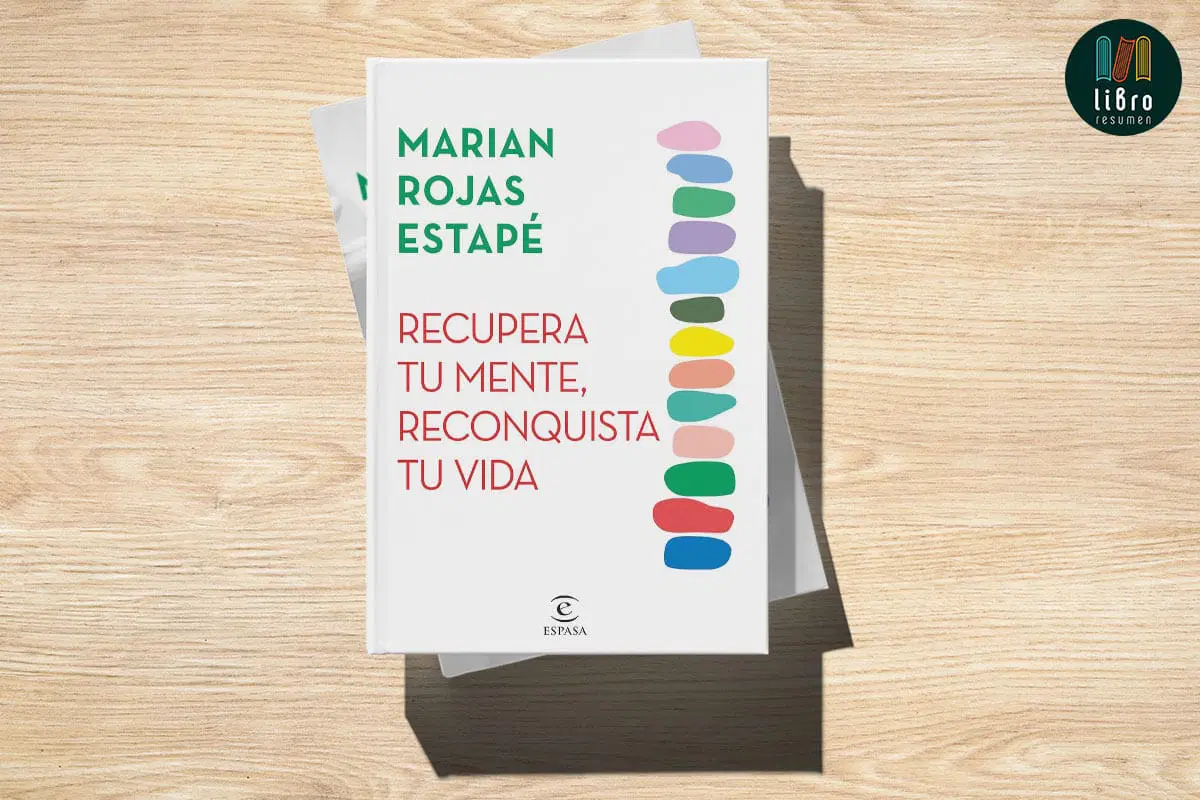 MARIAN
ROJAS
ESTAPÉ
RECUPERA
TU MENTE,
RECONQUISTA
TU VIDA
e
ESPASA
liBro
resumen